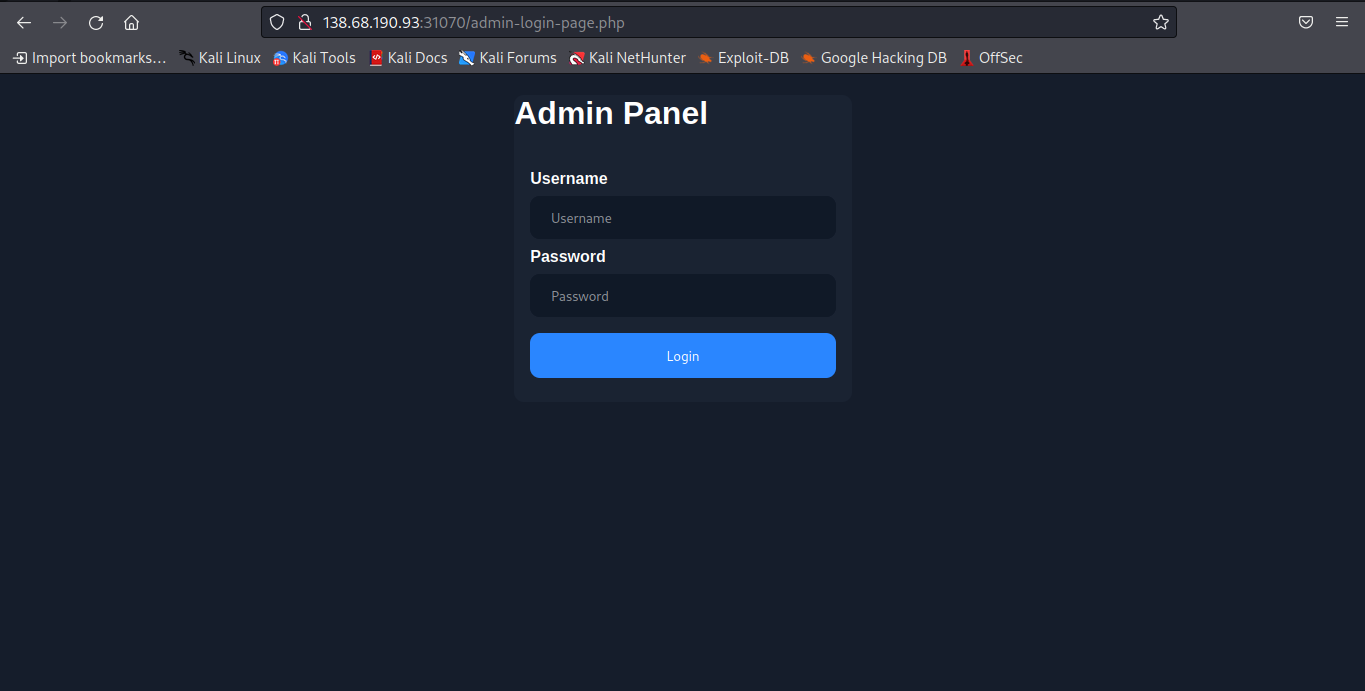 138.68.190.93:31070/admin-login-page.php
Import bookmarks... Kali Linux Kali Tools Kali Docs Kali Forums Kali NetHunter Exploit-DB Google Hacking DB OffSec
Admin Panel
Username
Username
Password
Password
Login